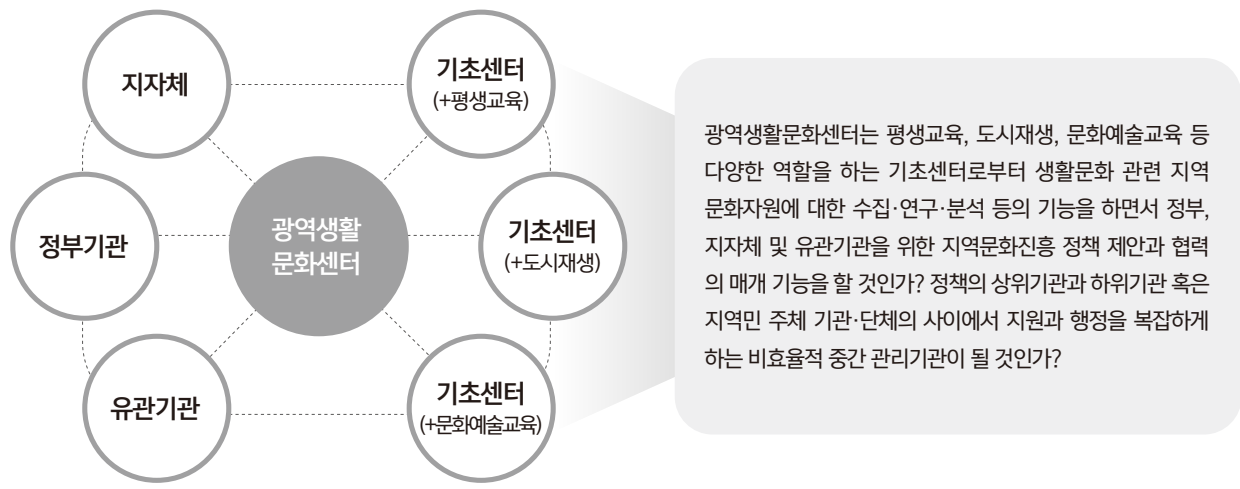 지자체
기초센터
(+평생교육)
정부기관
광역생활
문화센터
기초센터
(+도시재생)
유관기관
기초센터
(+문화예술교육)
광역생활문화센터는 평생교육, 도시재생, 문화예술교육 등
다양한 역할을 하는 기초센터로부터 생활문화 관련 지역
문화자원에 대한 수집·연구·분석 등의 기능을 하면서 정부,
지자체 및 유관기관을 위한 지역문화진흥 정책 제안과 협력
의 매개 기능을 할 것인가? 정책의 상위기관과 하위기관 혹은
지역민 주체 기관·단체의 사이에서 지원과 행정을 복잡하게
하는 비효율적 중간 관리기관이 될 것인가?